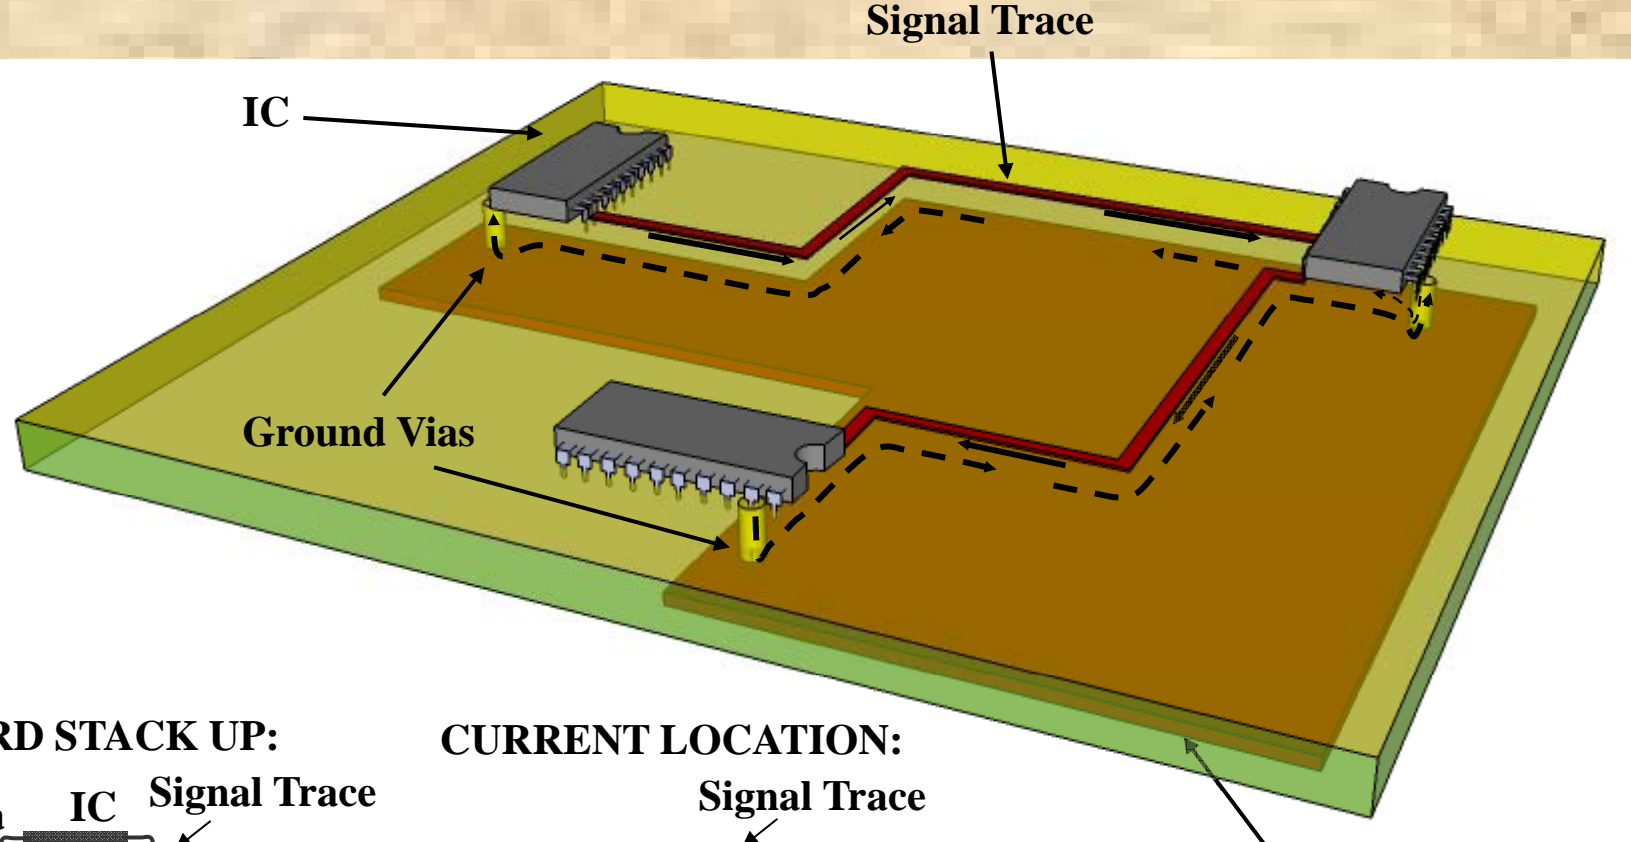 Signal Trace
IC
Ground Vias
RD STACK UP:
CURRENT LOCATION:
IC
Signal Trace
Signal Trace